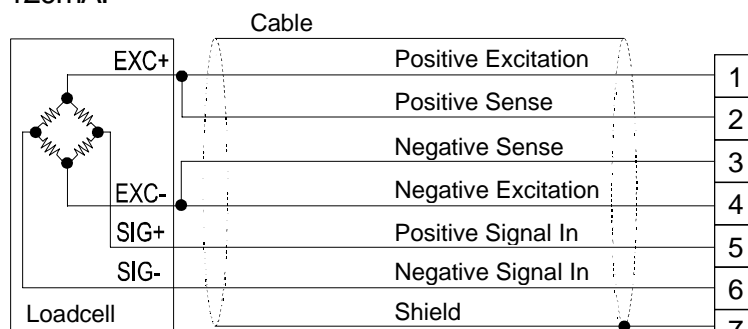 Cable
EXC+ Positive Excitation 1
Positive Sense 2
Negative Sense 3
EXC- Negative Excitation 4
SIG+ Positive Signal In 5
SIG- Negative Signal In 6
Loadcell Shield 7